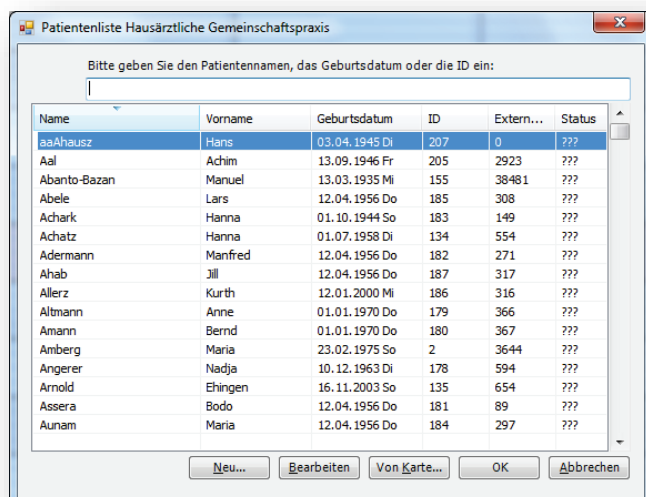 Patientenliste Hausärztliche Gemeinschaftspraxis
Bitte geben Sie den Patientennamen, das Geburtsdatum oder die ID ein:
Name Vorname Geburtsdatum ID Extern... Status
aaAhausz Hans 03.04.1945 Di 207 0 ???
Aal Achim 13.09.1946 Fr 205 2923 ???
Abanto-Bazan Manuel 13.03.1935 Mi 155 38481 ???
Abele Lars 12.04.1956 Do 185 308 ???
Achark Hanna 01.10.1944 So 183 149 ???
Achatz Hanna 01.07.1958 Di 134 554 ???
Adermann Manfred 12.04.1956 Do 182 271 ???
Ahab Jill 12.04.1956 Do 187 317 ???
Allerz Kurth 12.01.2000 Mi 186 316 ???
Altmann Anne 01.01.1970 Do 179 366 ???
Amann Bernd 01.01.1970 Do 180 367 ???
Amberg Maria 23.02.1975 So 2 3644 ???
Angerer Nadja 10.12.1963 Di 178 594 ???
Arnold Ehingen 16.11.2003 So 135 654 ???
Assera Bodo 12.04.1956 Do 181 89 ???
Aunam Maria 12.04.1956 Do 184 297 ???
Neu... Bearbeiten Von Karte... OK Abbrechen